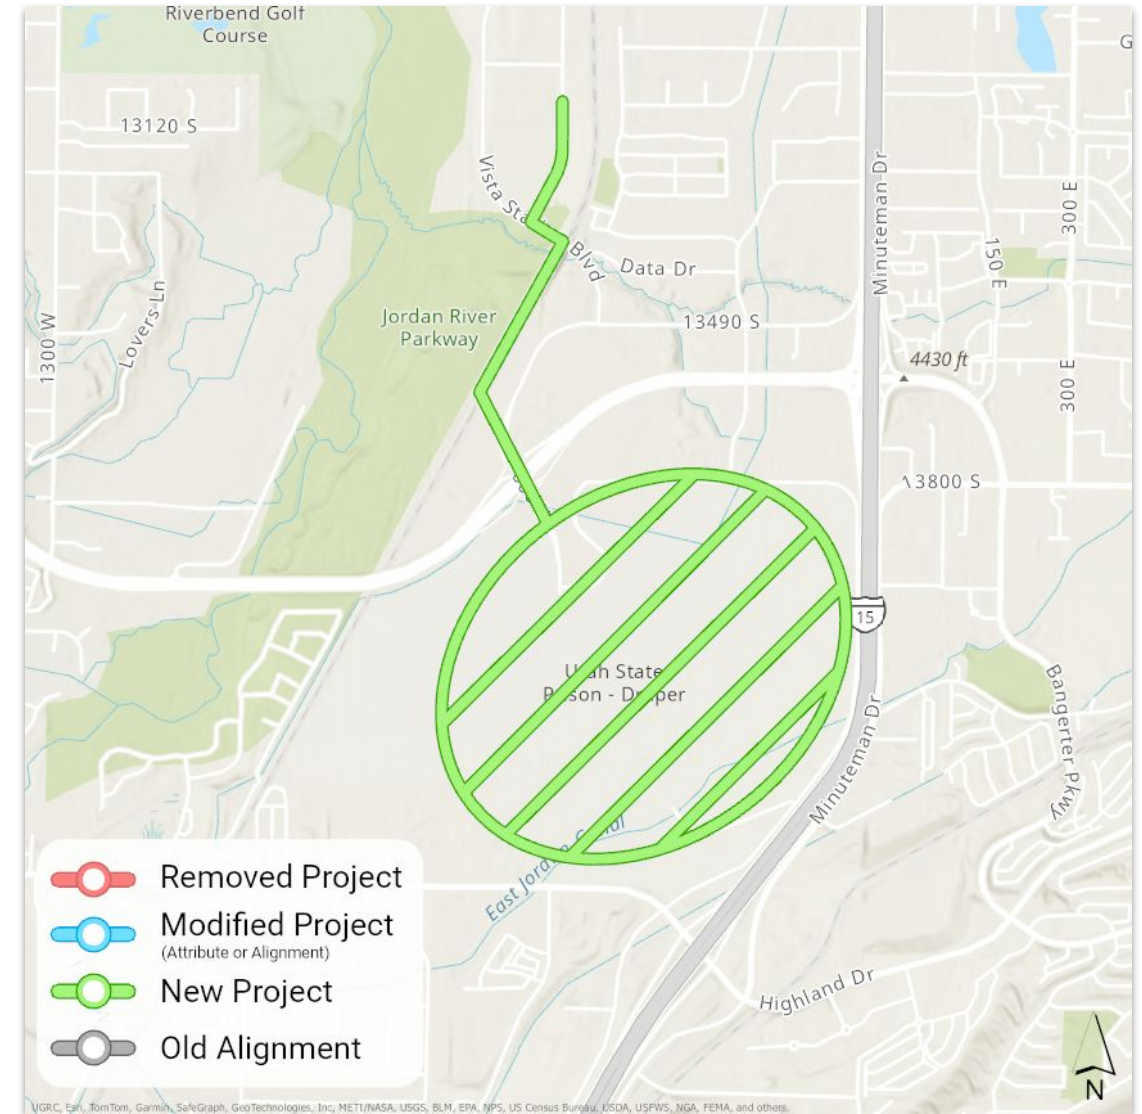 Riverbend Golf
Course
G
13120 S
Vista Sta
Blvd
Data Dr
Minuteman Dr
300 E
150 E
Lovers Ln
1300 W
Jordan River
Parkway
13490 S
4430 ft
300 E
13800 S
15
Utah State
Prison - Draper
Bangerter Pkwy
Minuteman Dr
East Jordan Canal
Highland Dr
Removed Project
Modified Project
(Attribute or Alignment)
New Project
Old Alignment
N
UGRC, Esri, TomTom, Garmin, SafeGraph, GeoTechnologies, Inc, METI/NASA, USGS, BLM, EPA, NPS, US Census Bureau, USDA, USFWS, NGA, FEMA, and others.